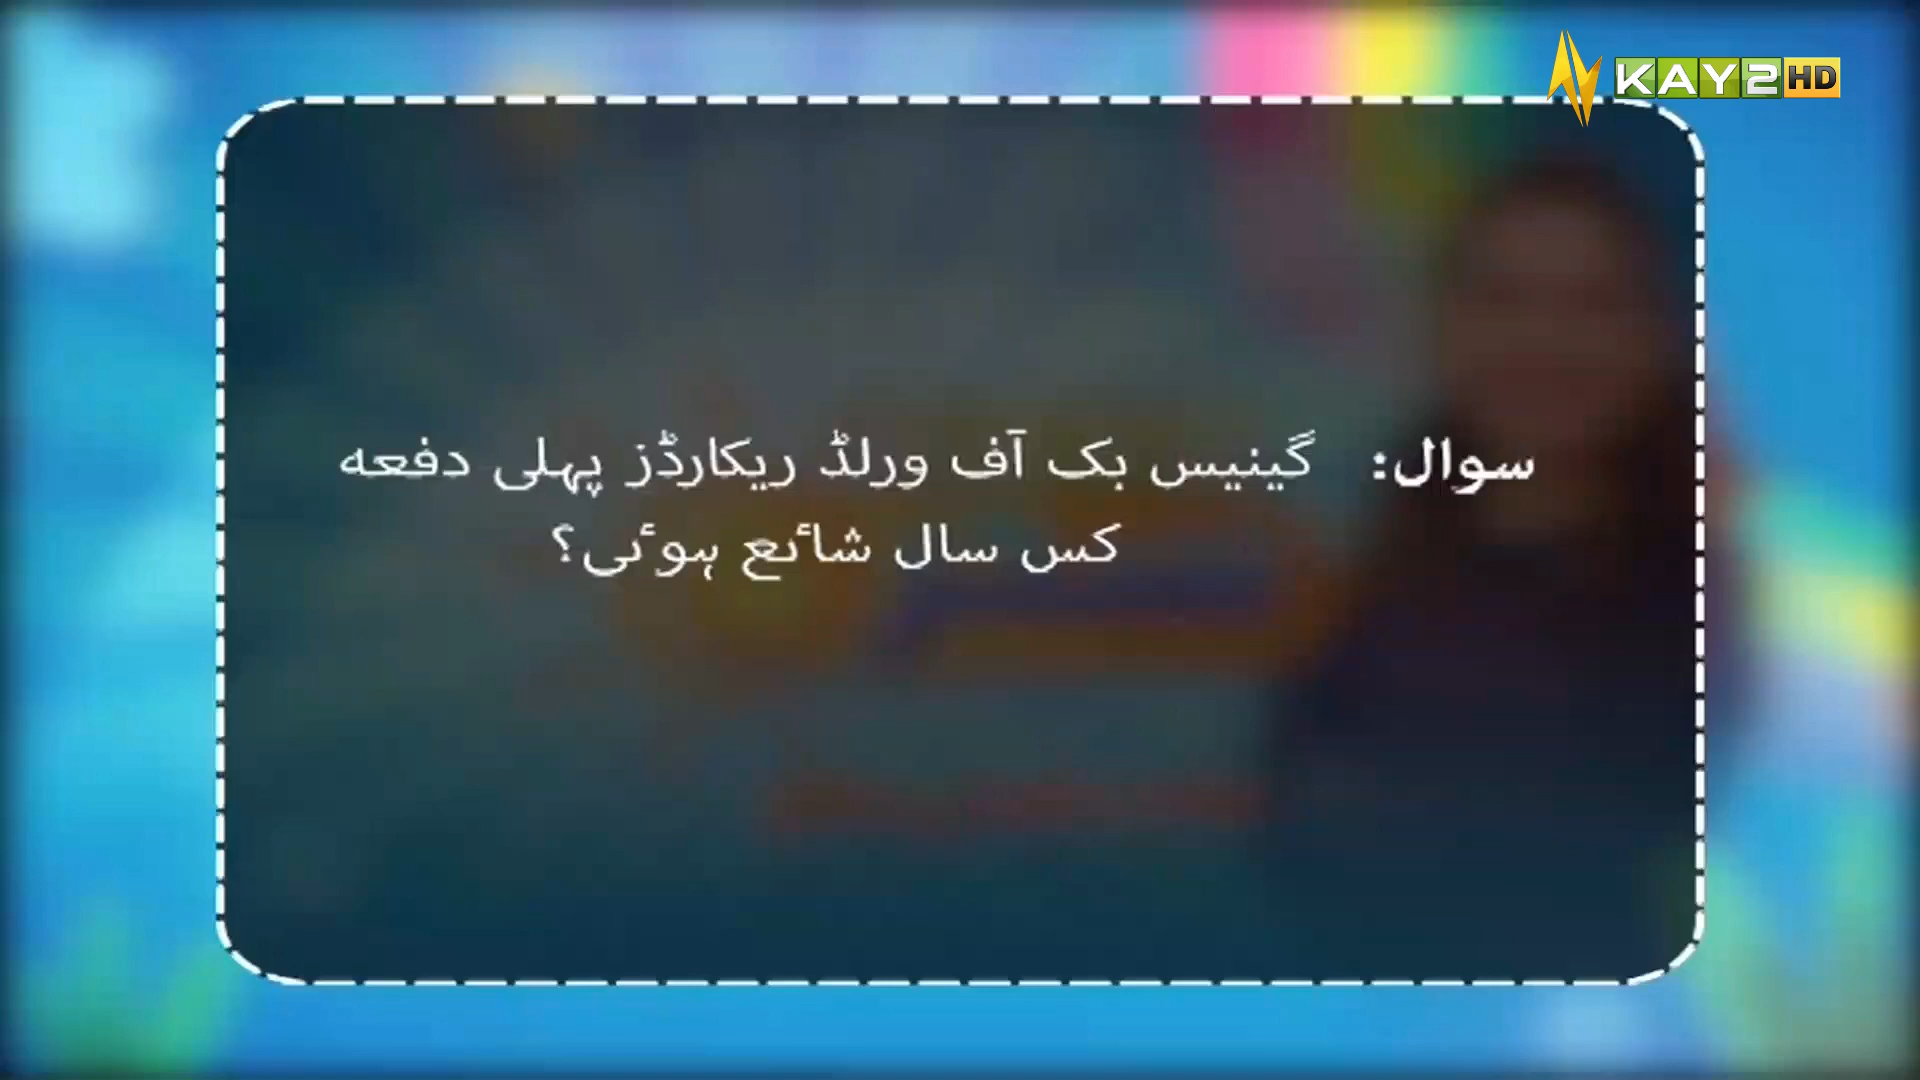 KAY2 HD
سوال: گینیس بک آف ورلڈ ریکارڈز پہلی دفعہ
کس سال شائع ہوئی؟